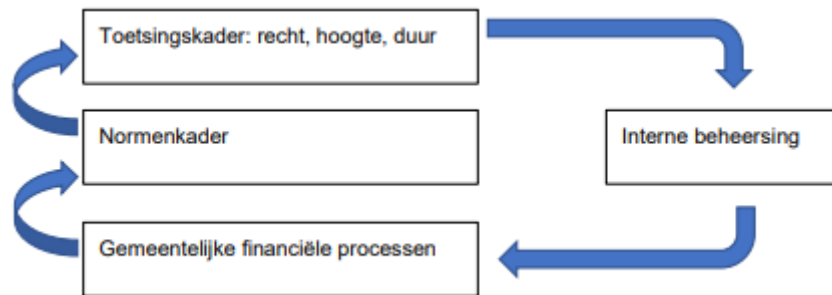 Toetsingskader: recht, hoogte, duur
Normenkader
Interne beheersing
Gemeentelijke financiële processen